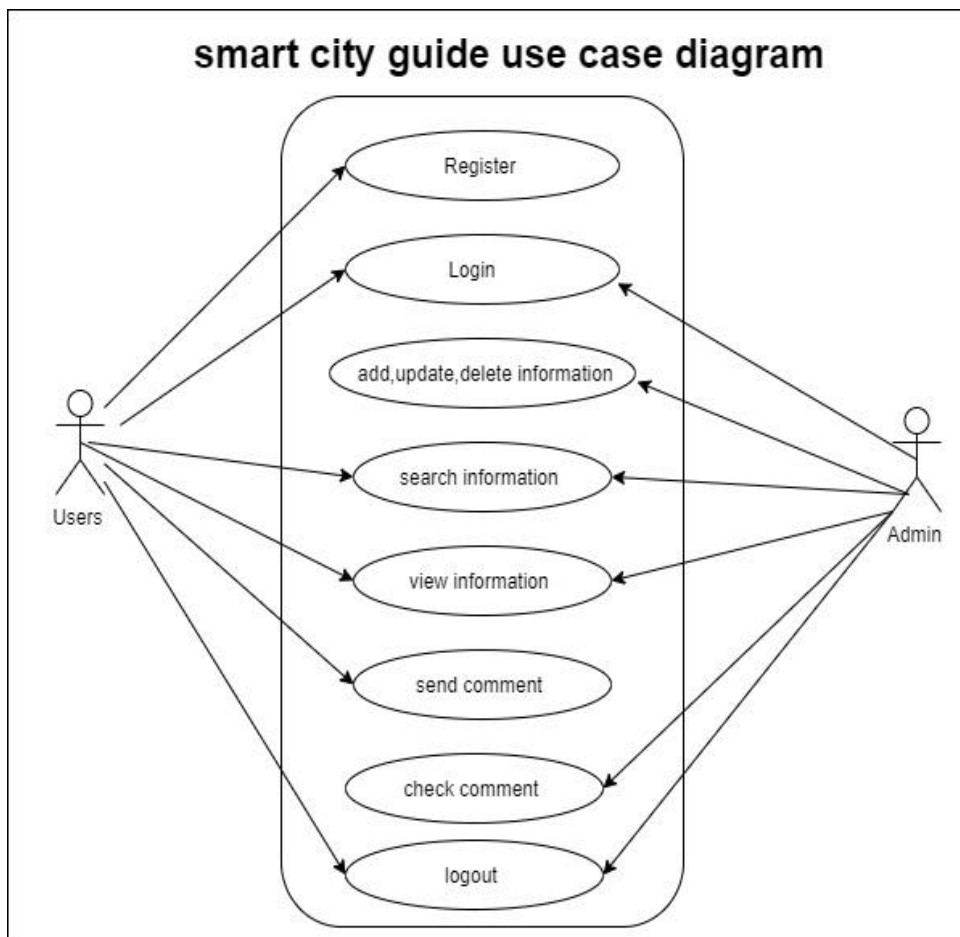 smart city guide use case diagram
Register
Login
add,update,delete information
search information
Users
Admin
view information
send comment
check comment
logout